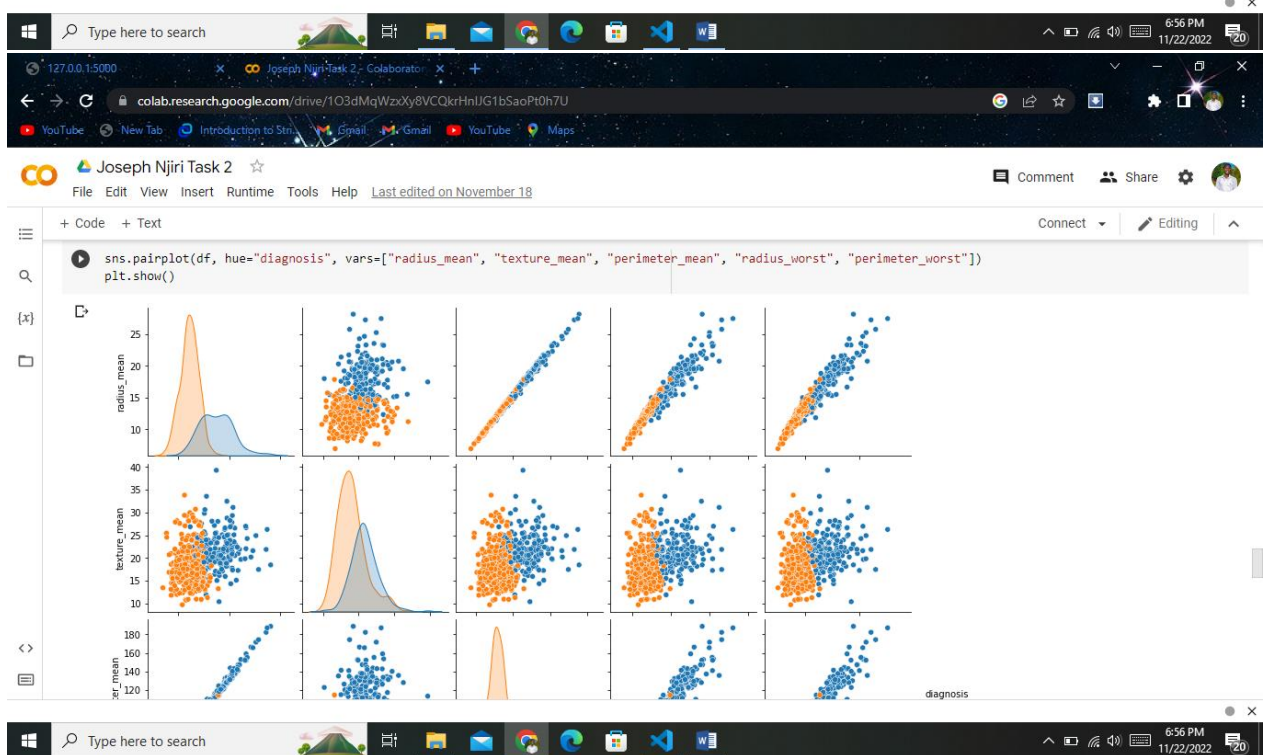 Type here to search
6:56 PM
11/22/2022
20
127.0.0.1:5000
Joseph Njiri Task 2 - Colaborator
colab.research.google.com/drive/1O3dMqWzxXy8VCQkrHnIJG1bSaoPt0h7U
YouTube New Tab Introduction to Stri... Gmail Gmail YouTube Maps
Joseph Njiri Task 2
Comment Share
File Edit View Insert Runtime Tools Help Last edited on November 18
+ Code + Text
Connect Editing
sns.pairplot(df, hue="diagnosis", vars=["radius_mean", "texture_mean", "perimeter_mean", "radius_worst", "perimeter_worst"])
plt.show()
{x}
25
20
15
10
radius_mean
40
35
30
25
20
15
10
texture_mean
180
160
140
120
er_mean
diagnosis
Type here to search
6:56 PM
11/22/2022
20